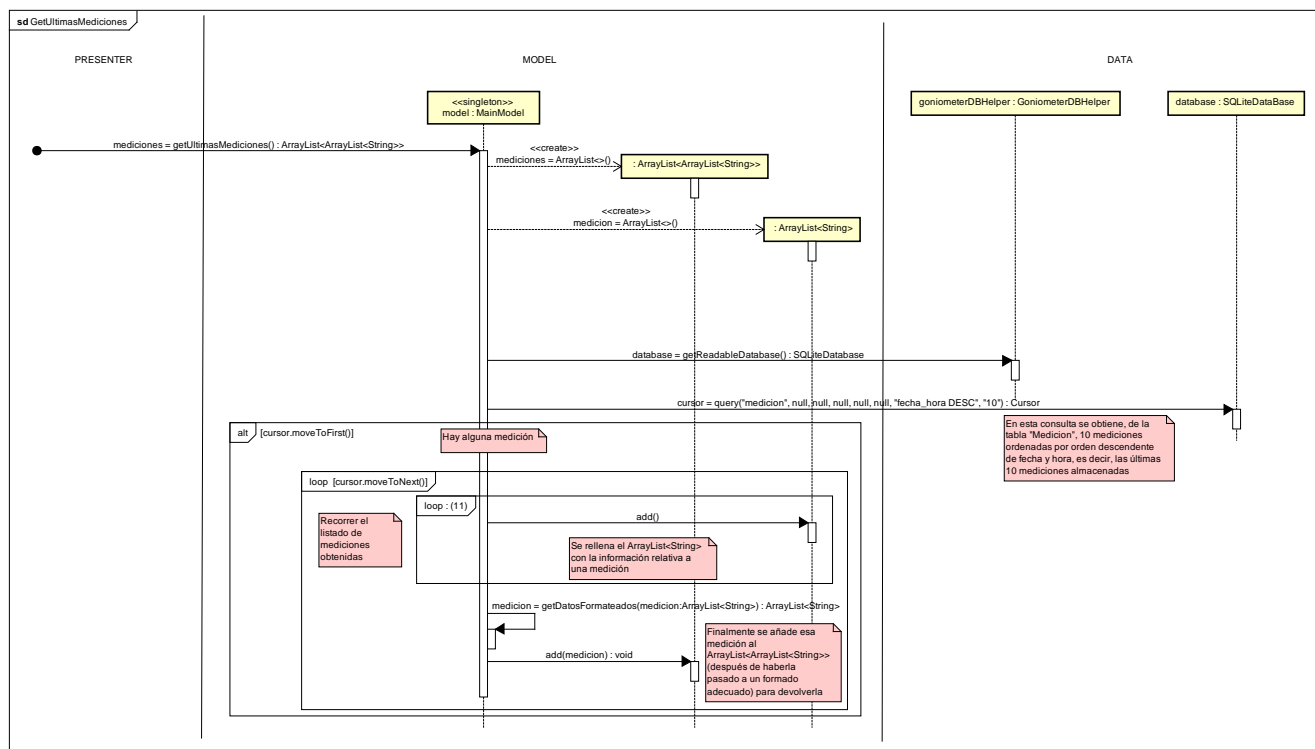 sd GetUltimasMediciones
PRESENTER
MODEL
DATA
<<singleton>>
model : MainModel
goniometerDBHelper : GoniometerDBHelper
database : SQLiteDataBase
mediciones = getUltimasMediciones() : ArrayList<ArrayList<String>>
<<create>>
mediciones = ArrayList<>()
: ArrayList<ArrayList<String>>
<<create>>
medicion = ArrayList<>()
: ArrayList<String>
database = getReadableDatabase() : SQLiteDatabase
cursor = query("medicion", null, null, null, null, null, "fecha_hora DESC", "10") : Cursor
alt [cursor.moveToFirst()]
Hay alguna medición
En esta consulta se obtiene, de la
tabla "Medicion", 10 mediciones
ordenadas por orden descendente
de fecha y hora, es decir, las últimas
10 mediciones almacenadas
loop [cursor.moveToNext()]
loop : (11)
Recorrer el
listado de
mediciones
obtenidas
add()
Se rellena el ArrayList<String>
con la información relativa a
una medición
medicion = getDatosFormateados(medicion:ArrayList<String>) : ArrayList<String>
add(medicion) : void
Finalmente se añade esa
medición al
ArrayList<ArrayList<String>>
(después de haberla
pasado a un formado
adecuado) para devolverla